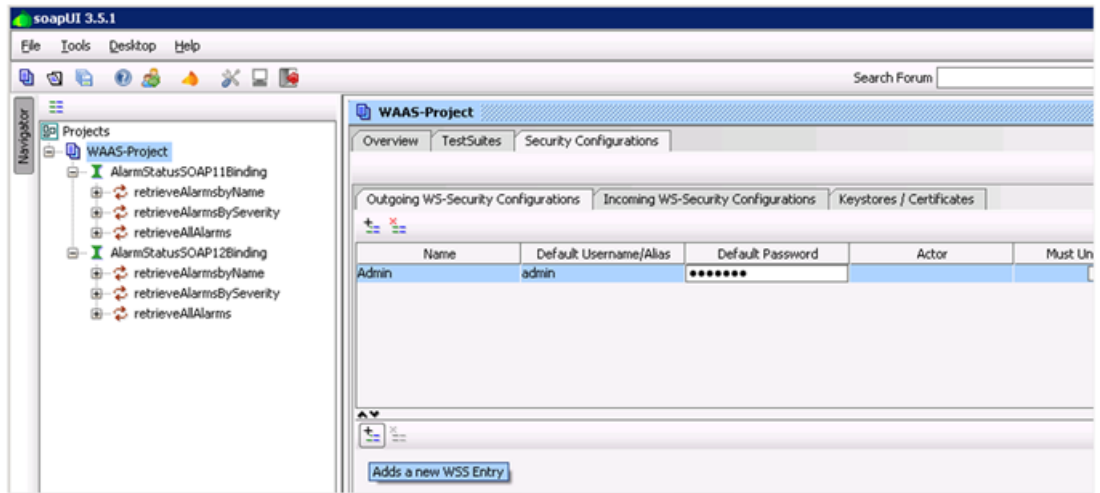 soapUI 3.5.1
File Tools Desktop Help
Search Forum
Navigator
Projects
WAAS-Project
AlarmStatusSOAP11Binding
retrieveAlarmsbyName
retrieveAlarmsBySeverity
retrieveAllAlarms
AlarmStatusSOAP12Binding
retrieveAlarmsbyName
retrieveAlarmsBySeverity
retrieveAllAlarms
WAAS-Project
Overview TestSuites Security Configurations
Outgoing WS-Security Configurations Incoming WS-Security Configurations Keystores / Certificates
Name Default Username/Alias Default Password Actor Must Un
Admin admin •••••••
Adds a new WSS Entry